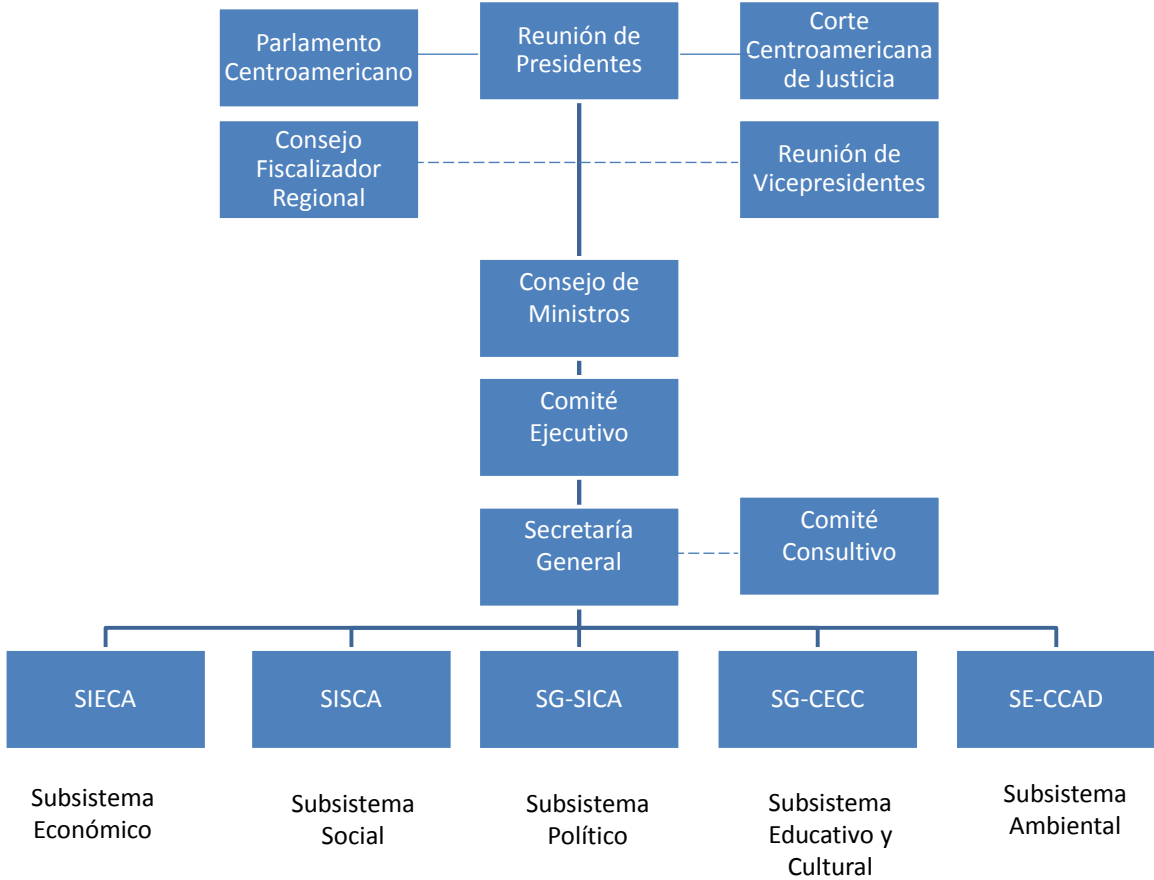 Parlamento
Centroamericano
Reunión de
Presidentes
Corte
Centroamericana
de Justicia
Consejo
Fiscalizador
Regional
Reunión de
Vicepresidentes
Consejo de
Ministros
Comité
Ejecutivo
Secretaría
General
Comité
Consultivo
SIECA
SISCA
SG-SICA
SG-CECC
SE-CCAD
Subsistema
Económico
Subsistema
Social
Subsistema
Político
Subsistema
Educativo y
Cultural
Subsistema
Ambiental